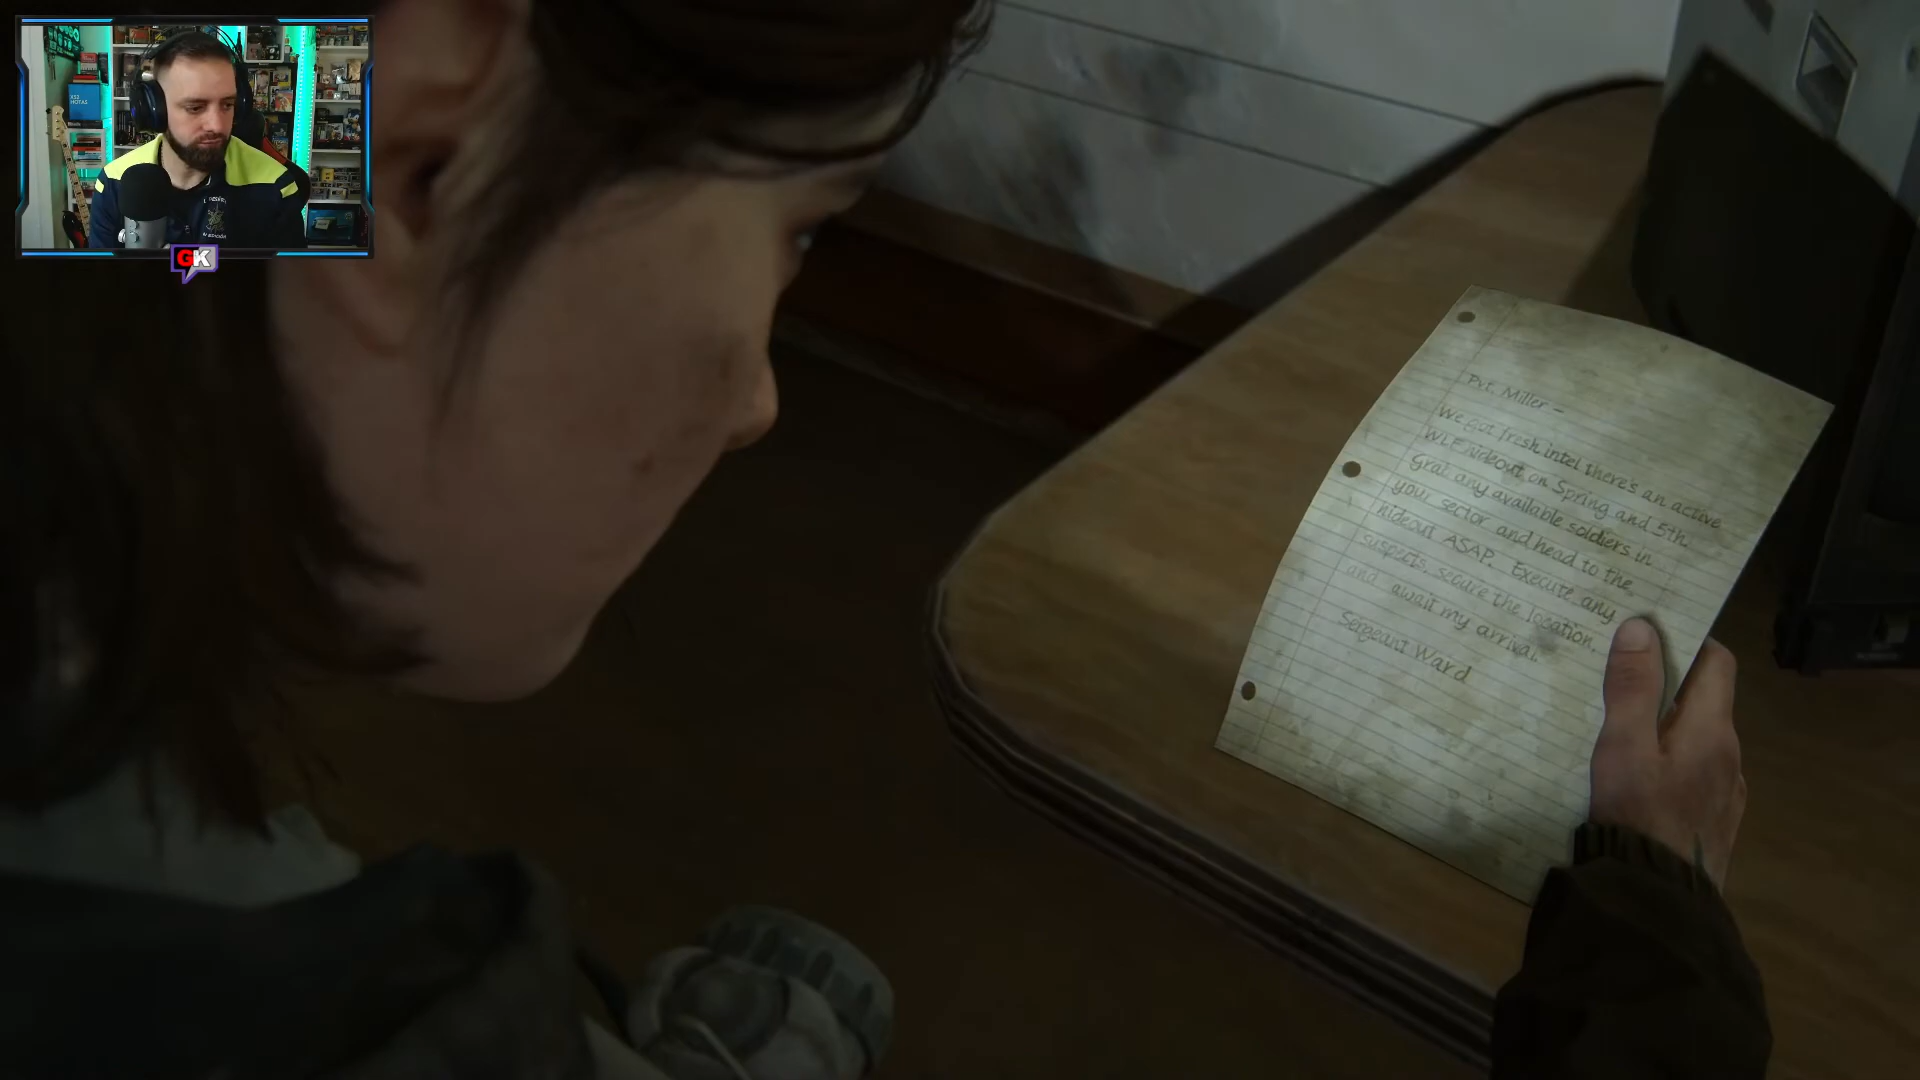 GK
Pvt. Miller -
We got fresh intel there's an active
WLF hideout on Spring and 5th.
Grab any available soldiers in
your sector and head to the
hideout ASAP. Execute any
suspects, secure the location,
and await my arrival.
Sergeant Ward